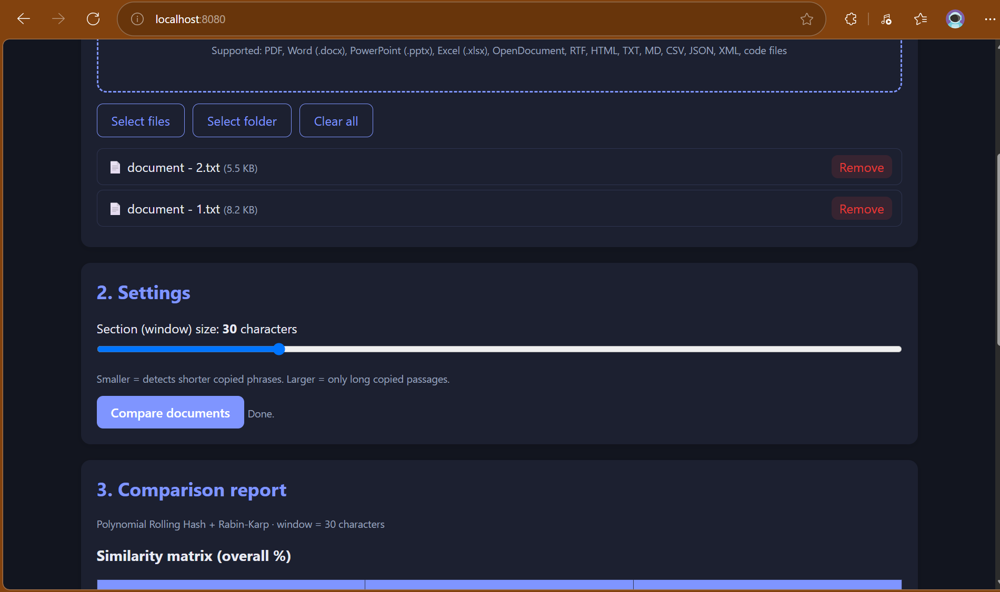 localhost:8080
Supported: PDF, Word (.docx), PowerPoint (.pptx), Excel (.xlsx), OpenDocument, RTF, HTML, TXT, MD, CSV, JSON, XML, code files
Select files
Select folder
Clear all
document - 2.txt (5.5 KB)
Remove
document - 1.txt (8.2 KB)
Remove
2. Settings
Section (window) size: 30 characters
Smaller = detects shorter copied phrases. Larger = only long copied passages.
Compare documents
Done.
3. Comparison report
Polynomial Rolling Hash + Rabin-Karp · window = 30 characters
Similarity matrix (overall %)